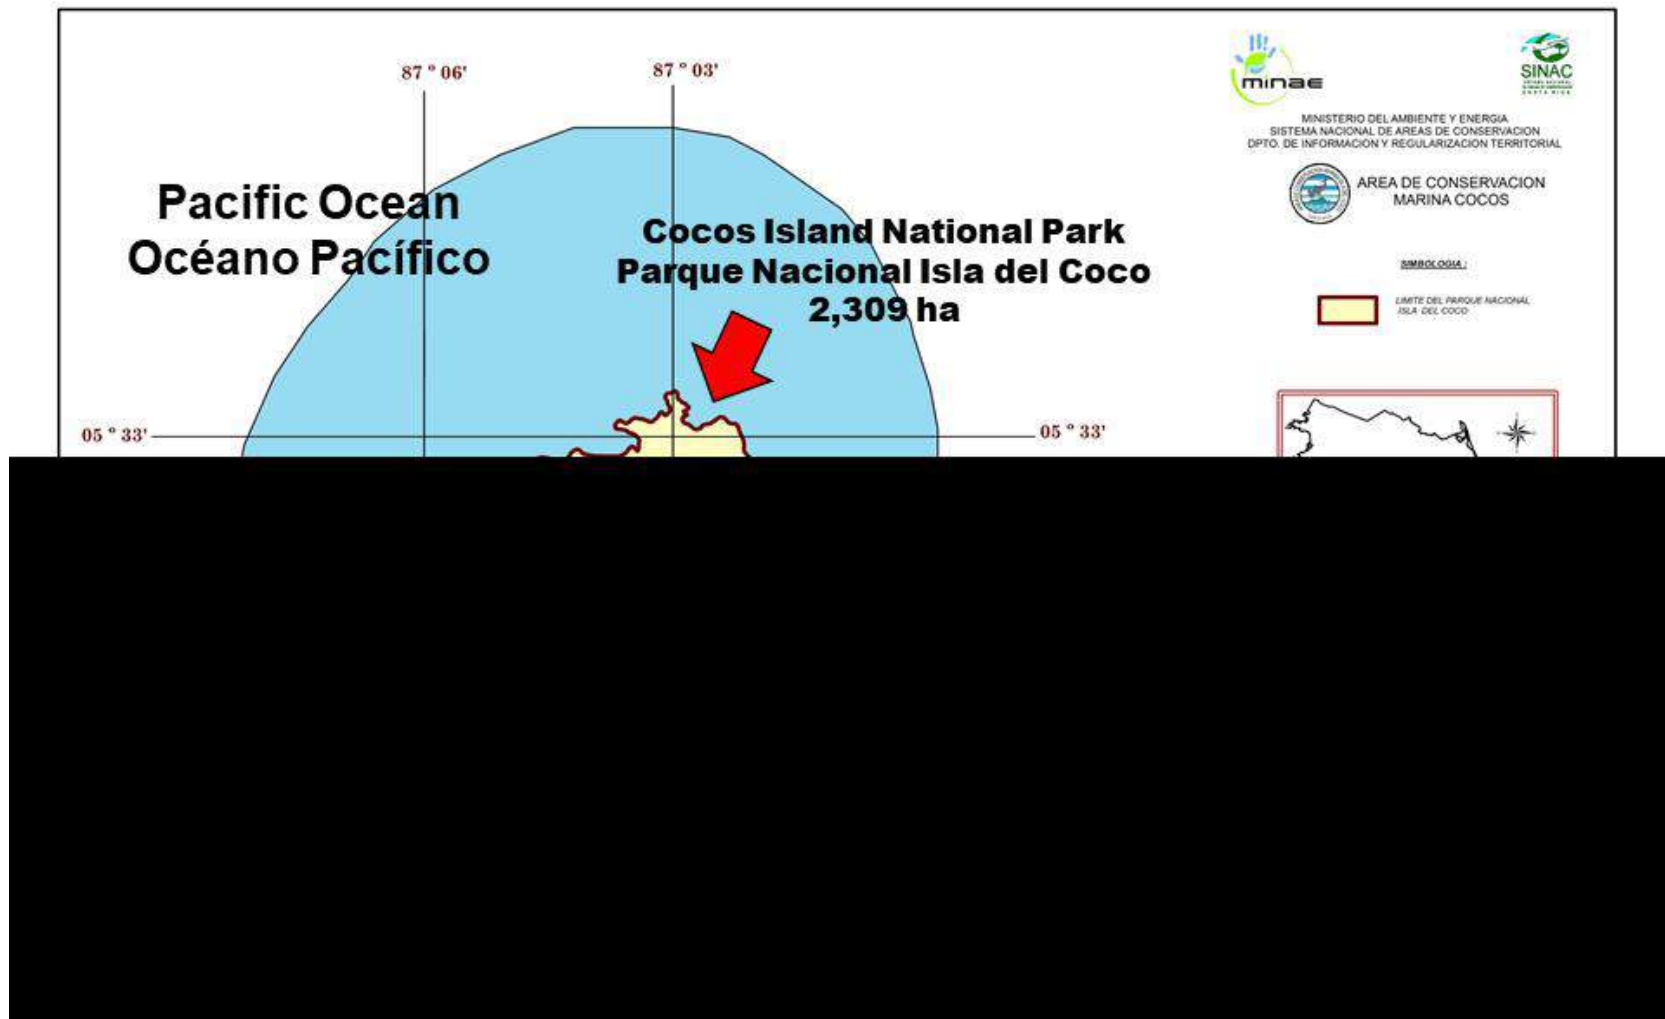 87 ° 06'
87 ° 03'
Pacific Ocean
Océano Pacífico
Cocos Island National Park
Parque Nacional Isla del Coco
2,309 ha
05 ° 33'
05 ° 33'
minae
SINAC
MINISTERIO DEL AMBIENTE Y ENERGIA
SISTEMA NACIONAL DE AREAS DE CONSERVACION
DPTO. DE INFORMACION Y REGULARIZACION TERRITORIAL
AREA DE CONSERVACION
MARINA COCOS
SIMBOLOGIA :
LIMITE DEL PARQUE NACIONAL
ISLA DEL COCO